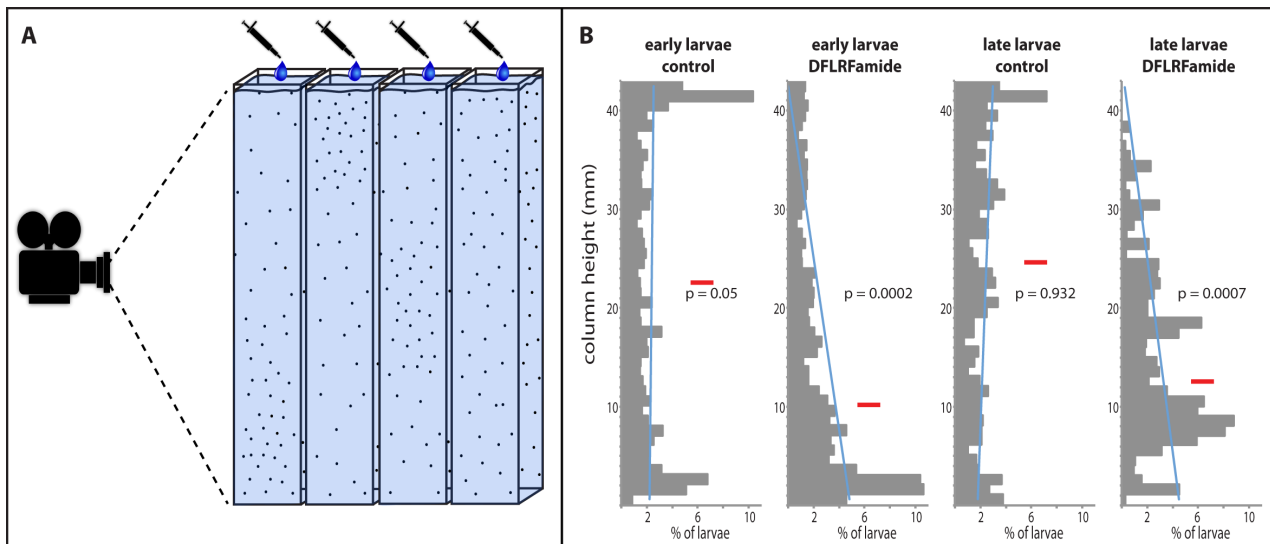 A
B
early larvae
control
early larvae
DFLRFamide
late larvae
control
late larvae
DFLRFamide
column height (mm)
40
30
20
10
p = 0.05
2
6
10
% of larvae
40
30
20
10
p = 0.0002
2
6
10
% of larvae
40
30
20
10
p = 0.932
2
6
10
% of larvae
40
30
20
10
p = 0.0007
2
6
10
% of larvae